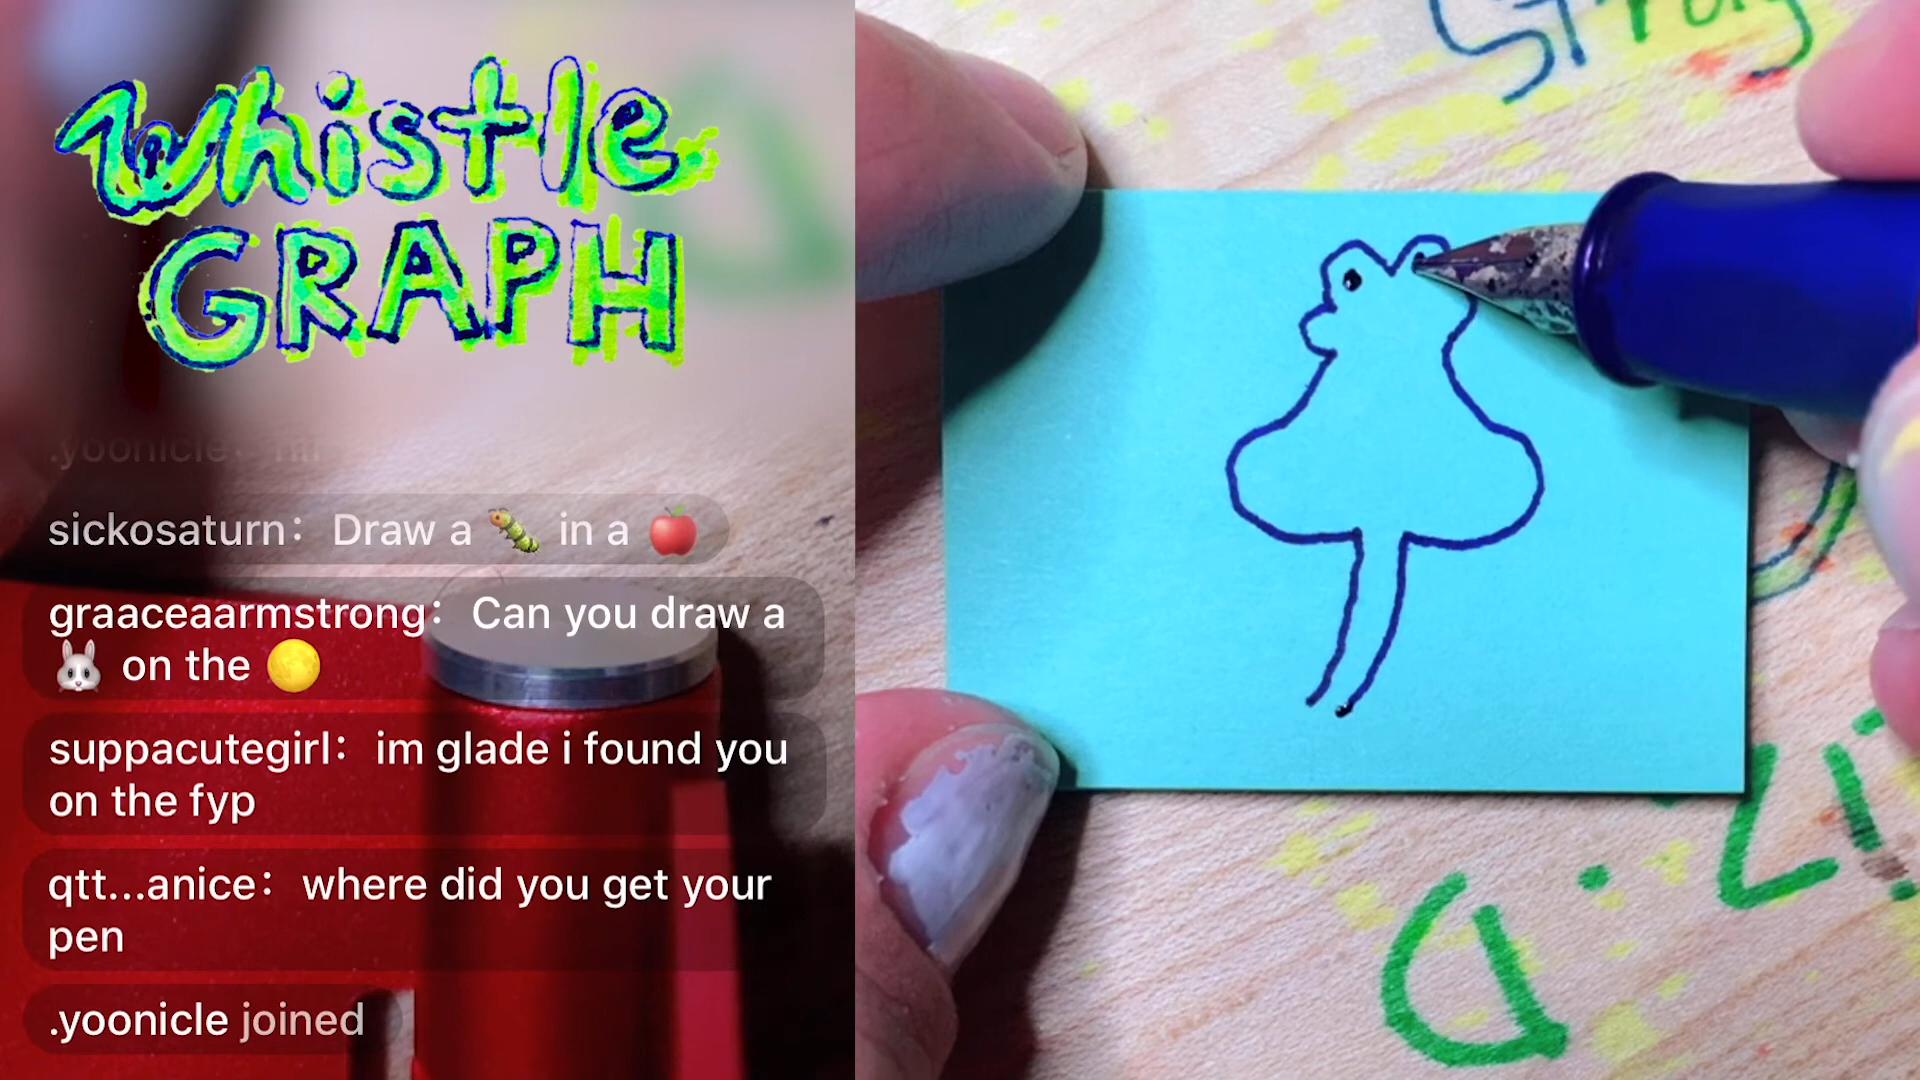 Whistle
GRAPH
.yoonicle
sickosaturn: Draw a 🐛 in a 🍎
graaceaarmstrong: Can you draw a
🐰 on the 🌕
suppacutegirl: im glade i found you
on the fyp
qtt...anice: where did you get your
pen
.yoonicle joined